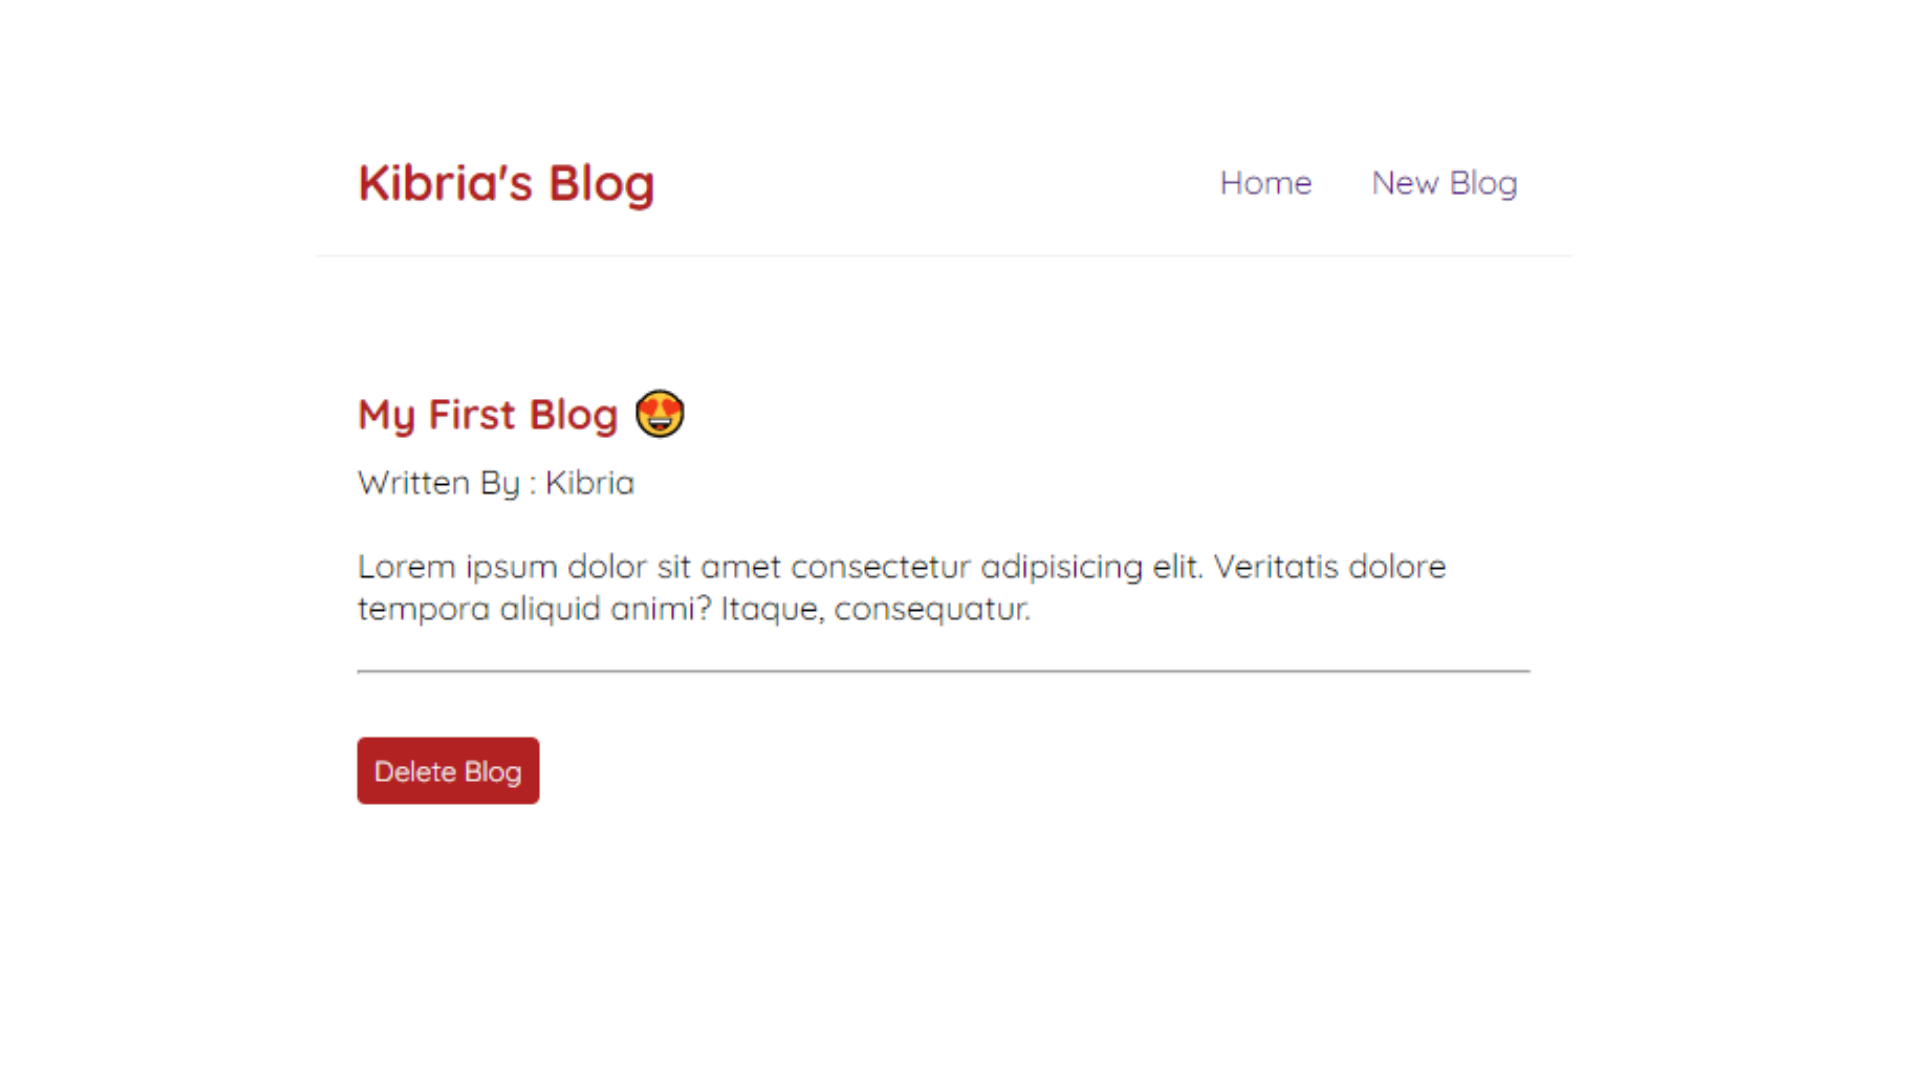 Kibria's Blog
Home
New Blog
My First Blog 😍
Written By : Kibria
Lorem ipsum dolor sit amet consectetur adipisicing elit. Veritatis dolore
tempora aliquid animi? Itaque, consequatur.
Delete Blog